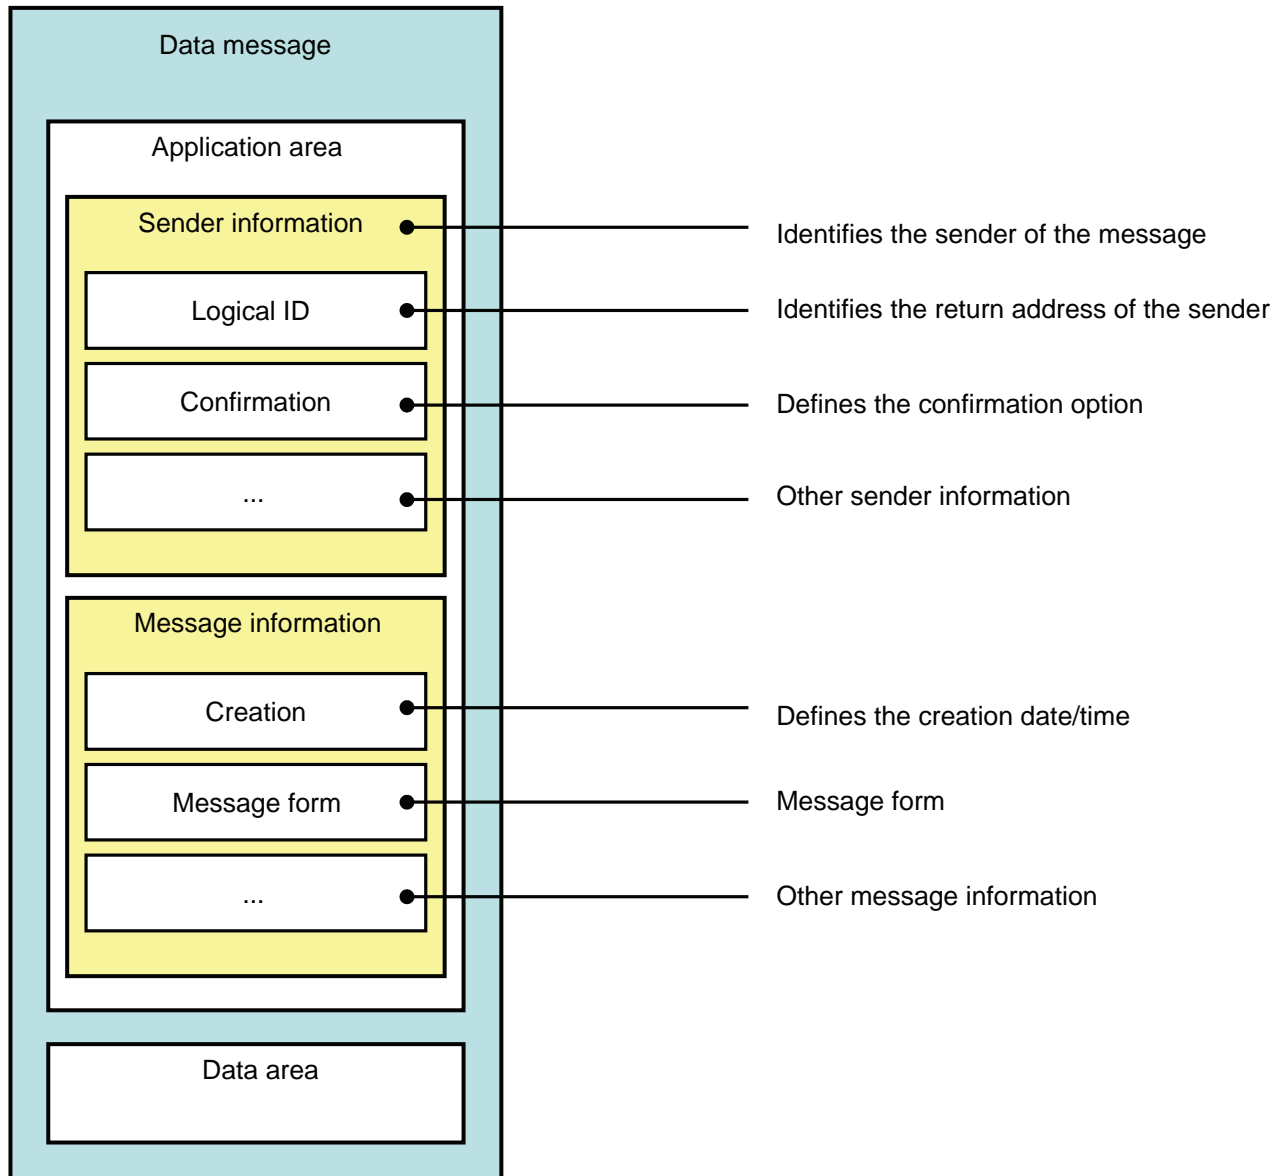 Data message
Application area
Sender information
Identifies the sender of the message
Logical ID
Identifies the return address of the sender
Confirmation
Defines the confirmation option
...
Other sender information
Message information
Creation
Defines the creation date/time
Message form
Message form
...
Other message information
Data area